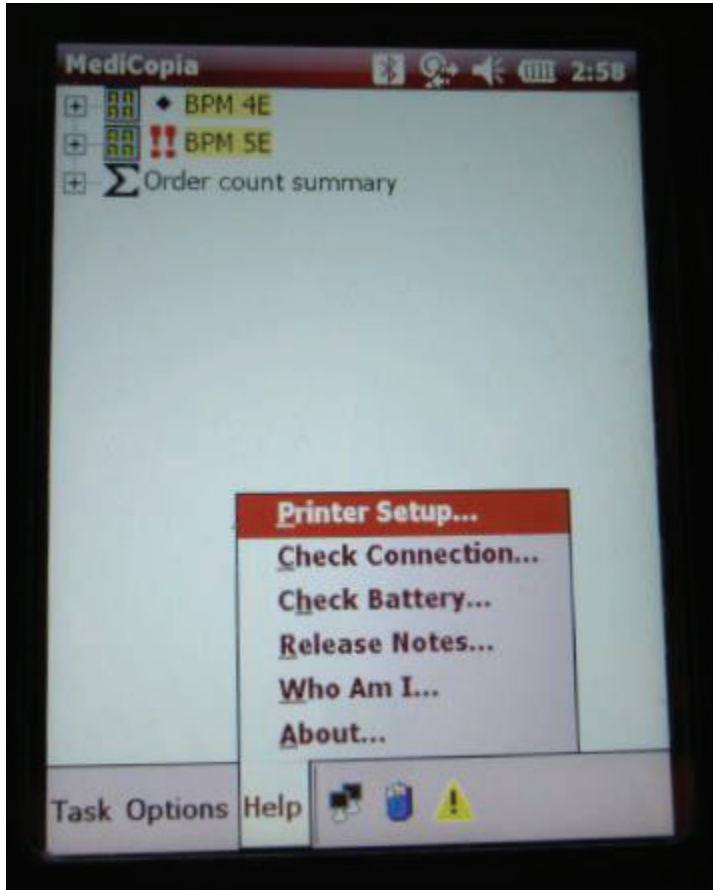 MediCopia 2:58
BPM 4E
BPM 5E
Order count summary
Printer Setup...
Check Connection...
Check Battery...
Release Notes...
Who Am I...
About...
Task Options Help